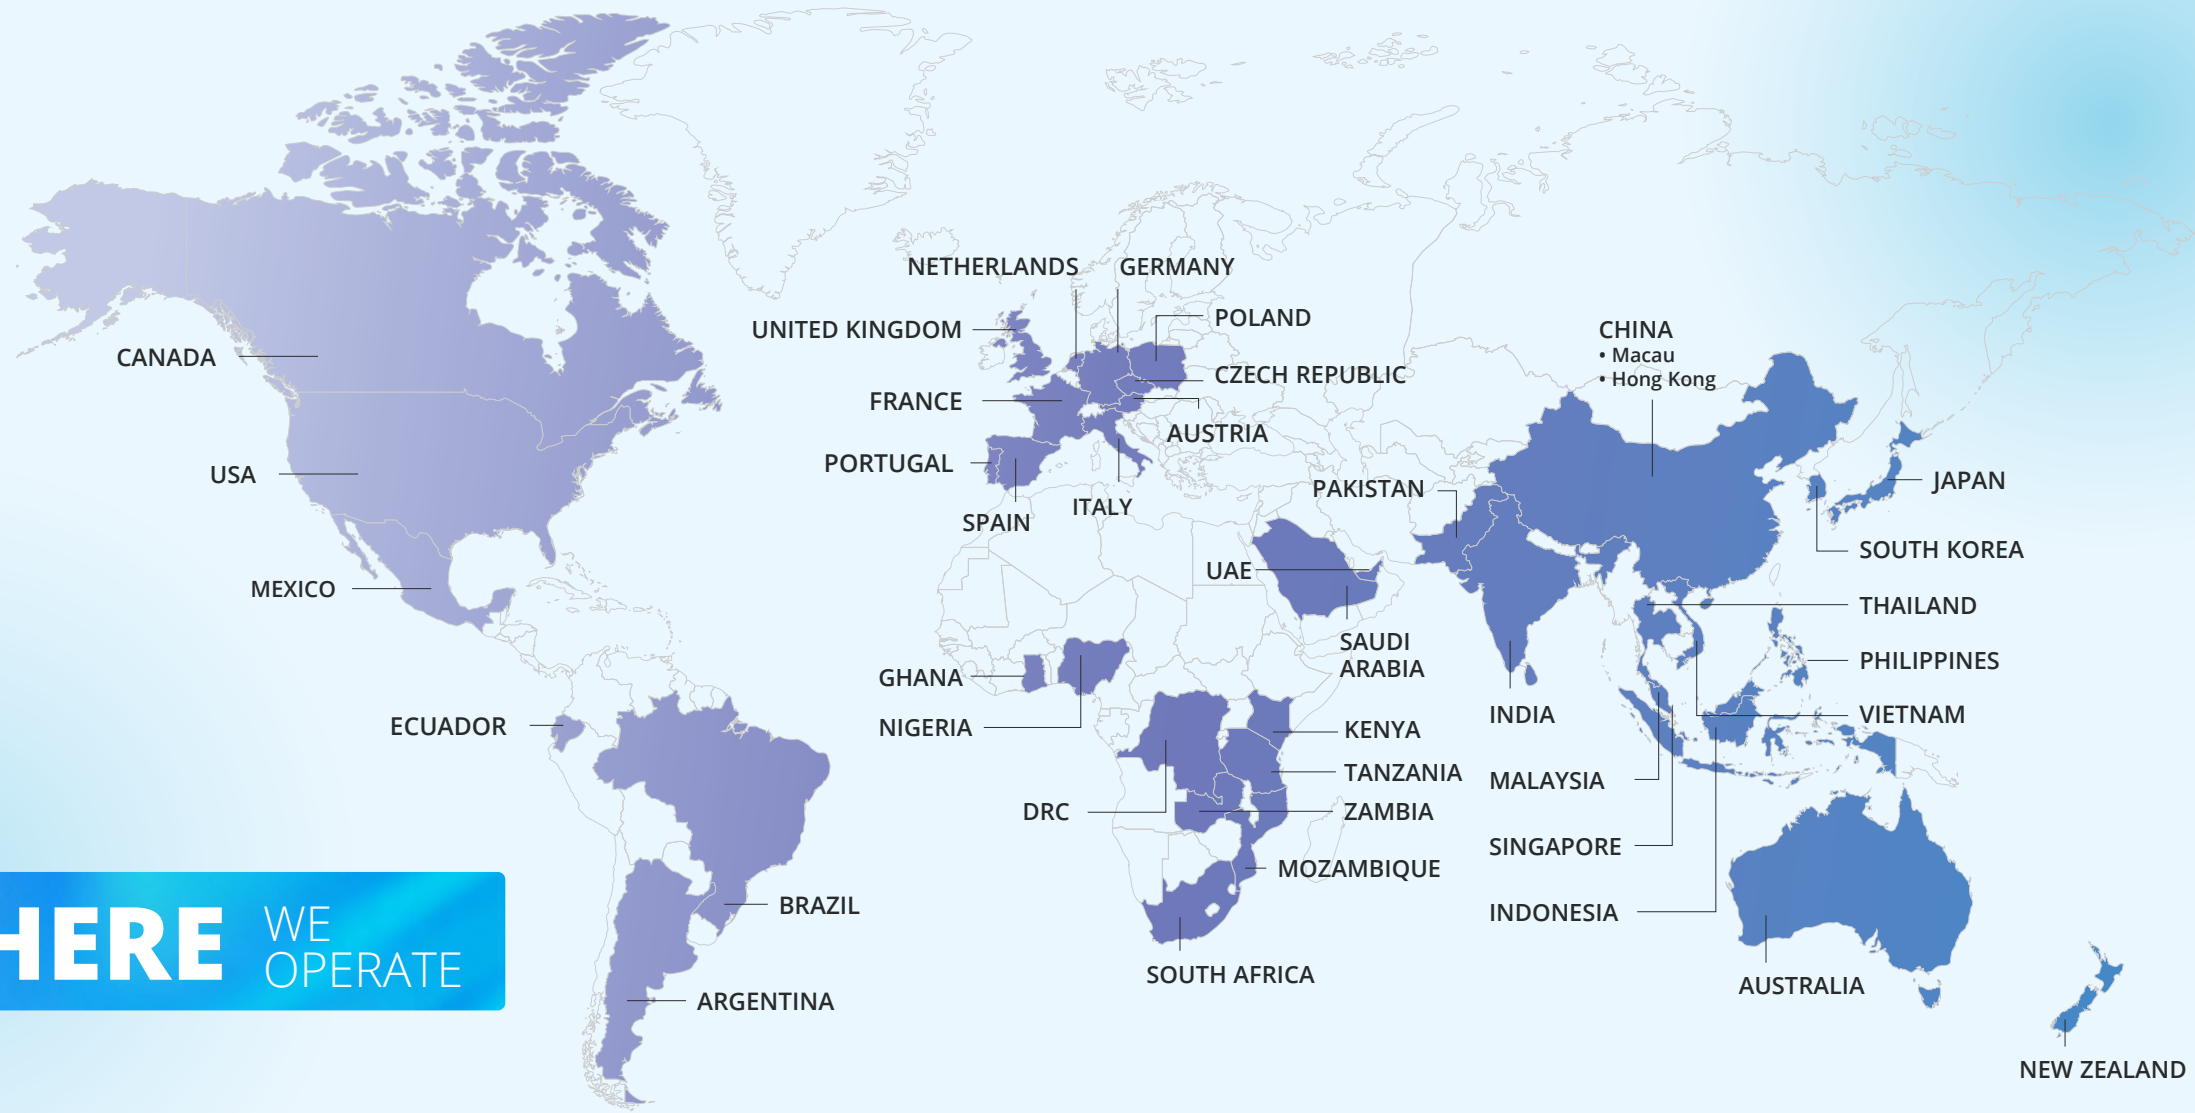 NETHERLANDS
GERMANY
UNITED KINGDOM
POLAND
CZECH REPUBLIC
FRANCE
AUSTRIA
PORTUGAL
SPAIN
ITALY
CANADA
USA
MEXICO
ECUADOR
BRAZIL
ARGENTINA
CHINA
• Macau
• Hong Kong
PAKISTAN
JAPAN
SOUTH KOREA
UAE
SAUDI
ARABIA
THAILAND
PHILIPPINES
GHANA
NIGERIA
INDIA
VIETNAM
KENYA
TANZANIA
MALAYSIA
DRC
ZAMBIA
SINGAPORE
MOZAMBIQUE
INDONESIA
SOUTH AFRICA
AUSTRALIA
NEW ZEALAND
HERE
WE
OPERATE